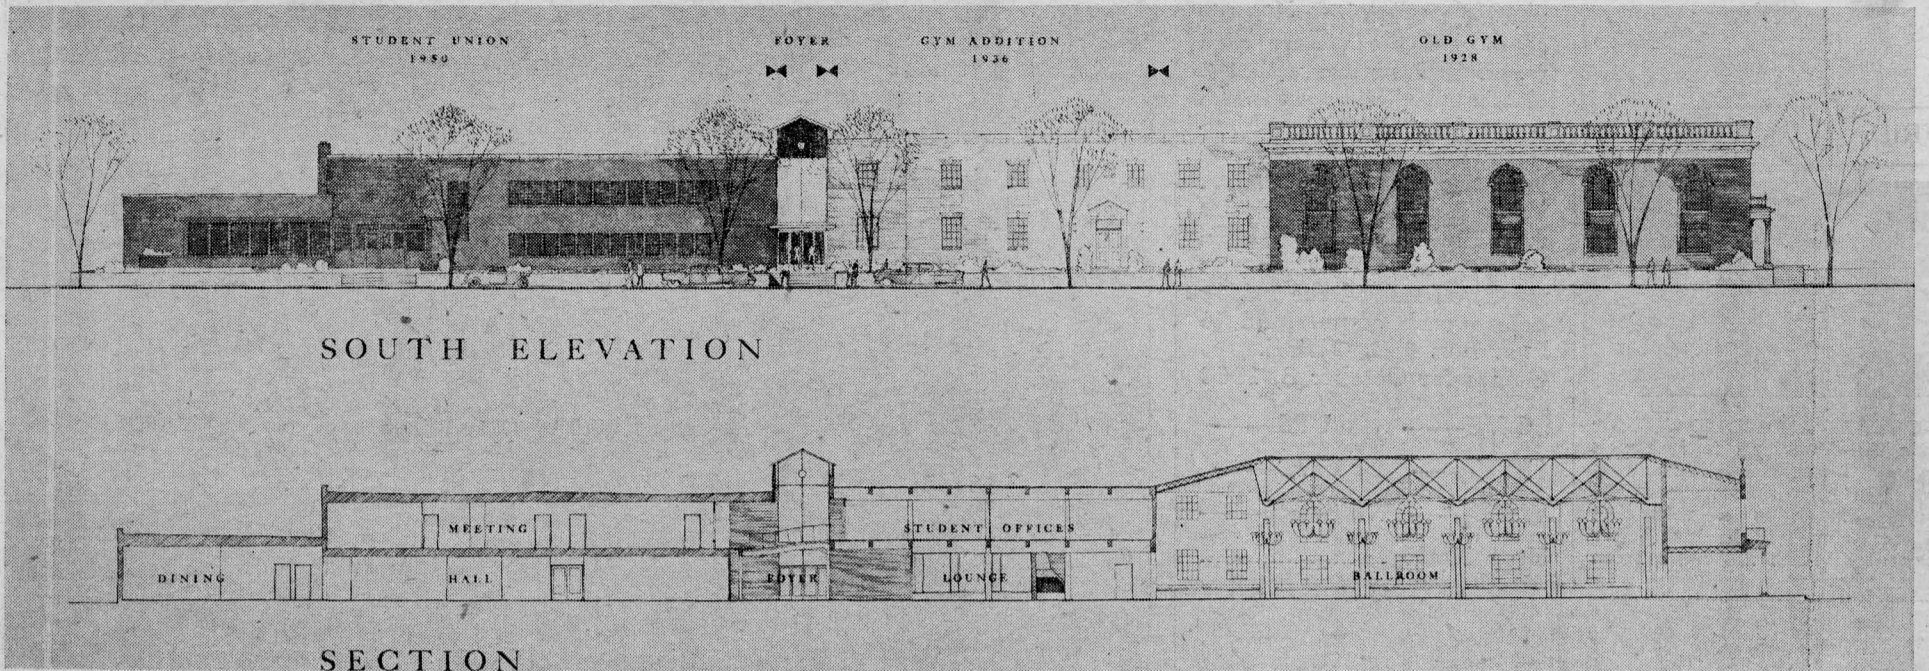 STUDENT UNION
1950
FOYER
GYM ADDITION
1936
OLD GYM
1928
SOUTH ELEVATION
MEETING
STUDENT OFFICES
DINING
HALL
FOYER
LOUNGE
BALLROOM
SECTION